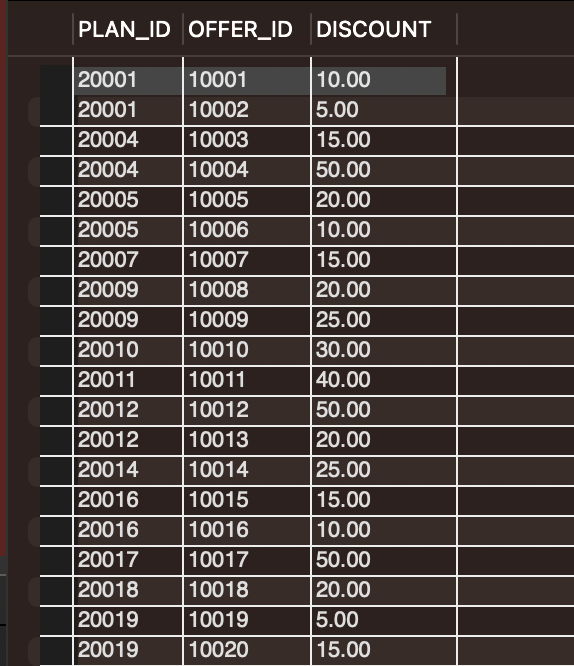 PLAN_ID OFFER_ID DISCOUNT
20001 10001 10.00
20001 10002 5.00
20004 10003 15.00
20004 10004 50.00
20005 10005 20.00
20005 10006 10.00
20007 10007 15.00
20009 10008 20.00
20009 10009 25.00
20010 10010 30.00
20011 10011 40.00
20012 10012 50.00
20012 10013 20.00
20014 10014 25.00
20016 10015 15.00
20016 10016 10.00
20017 10017 50.00
20018 10018 20.00
20019 10019 5.00
20019 10020 15.00